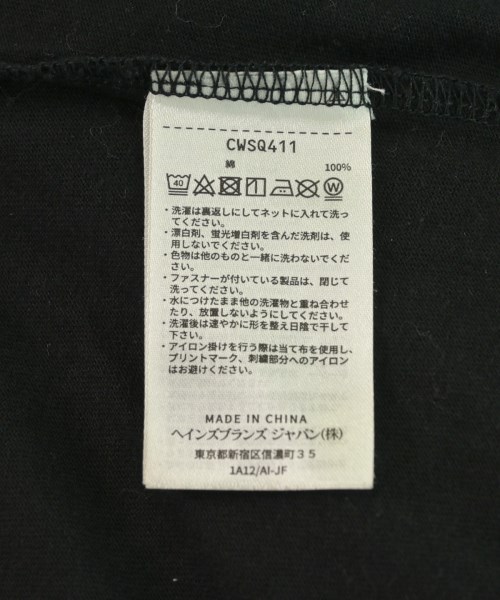 CWSQ411
綿 100%
40 W
・洗濯は裏返しにしてネットに入れて洗っ
てください。
・漂白剤、蛍光増白剤を含んだ洗剤は、使
用しないでください。
・色物は他のものと一緒に洗わないでくだ
さい。
・ファスナーが付いている製品は、閉じて
洗ってください。
・水につけたまま他の洗濯物と重ね合わせ
たり、放置しないようにしてください。
・洗濯後は速やかに形を整え日陰で干して
下さい。
・アイロン掛けを行う際は当て布を使用し、
プリントマーク、刺繍部分へのアイロン
はお避けください。
MADE IN CHINA
ヘインズブランズ ジャパン(株)
東京都新宿区信濃町35
1A12/AI-JF